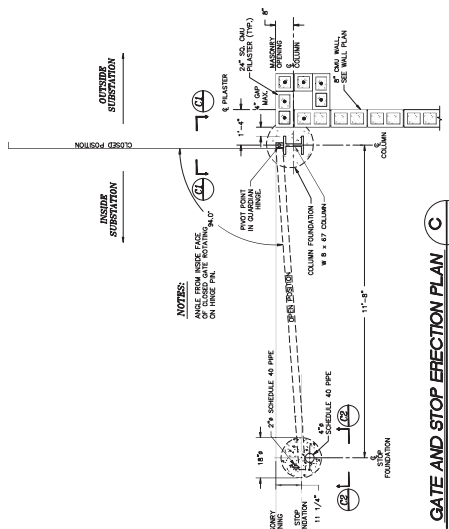 OUTSIDE
SUBSTATION
INSIDE
SUBSTATION
CLOSED POSITION
NOTES:
ANGLE FROM INSIDE FACE
OF CLOSED GATE ROTATING
ON HINGE PIN.
94.0°
C1
C1
℄ PILASTER
1'-4"
4" GAP
MAX.
24" SQ. CMU
PILASTER (TYP.)
MASONRY
OPENING
℄
COLUMN
8"
8" CMU WALL,
SEE WALL PLAN
PIVOT POINT
IN GUARDIAN
HINGE.
COLUMN FOUNDATION
W 8 x 67 COLUMN
℄
COLUMN
OPEN POSITION
11'-8"
2"ø SCHEDULE 40 PIPE
18"ø
4"ø
SCHEDULE 40 PIPE
C2
C2
℄
STOP
FOUNDATION
11 1/4"
GATE AND STOP ERECTION PLAN
C